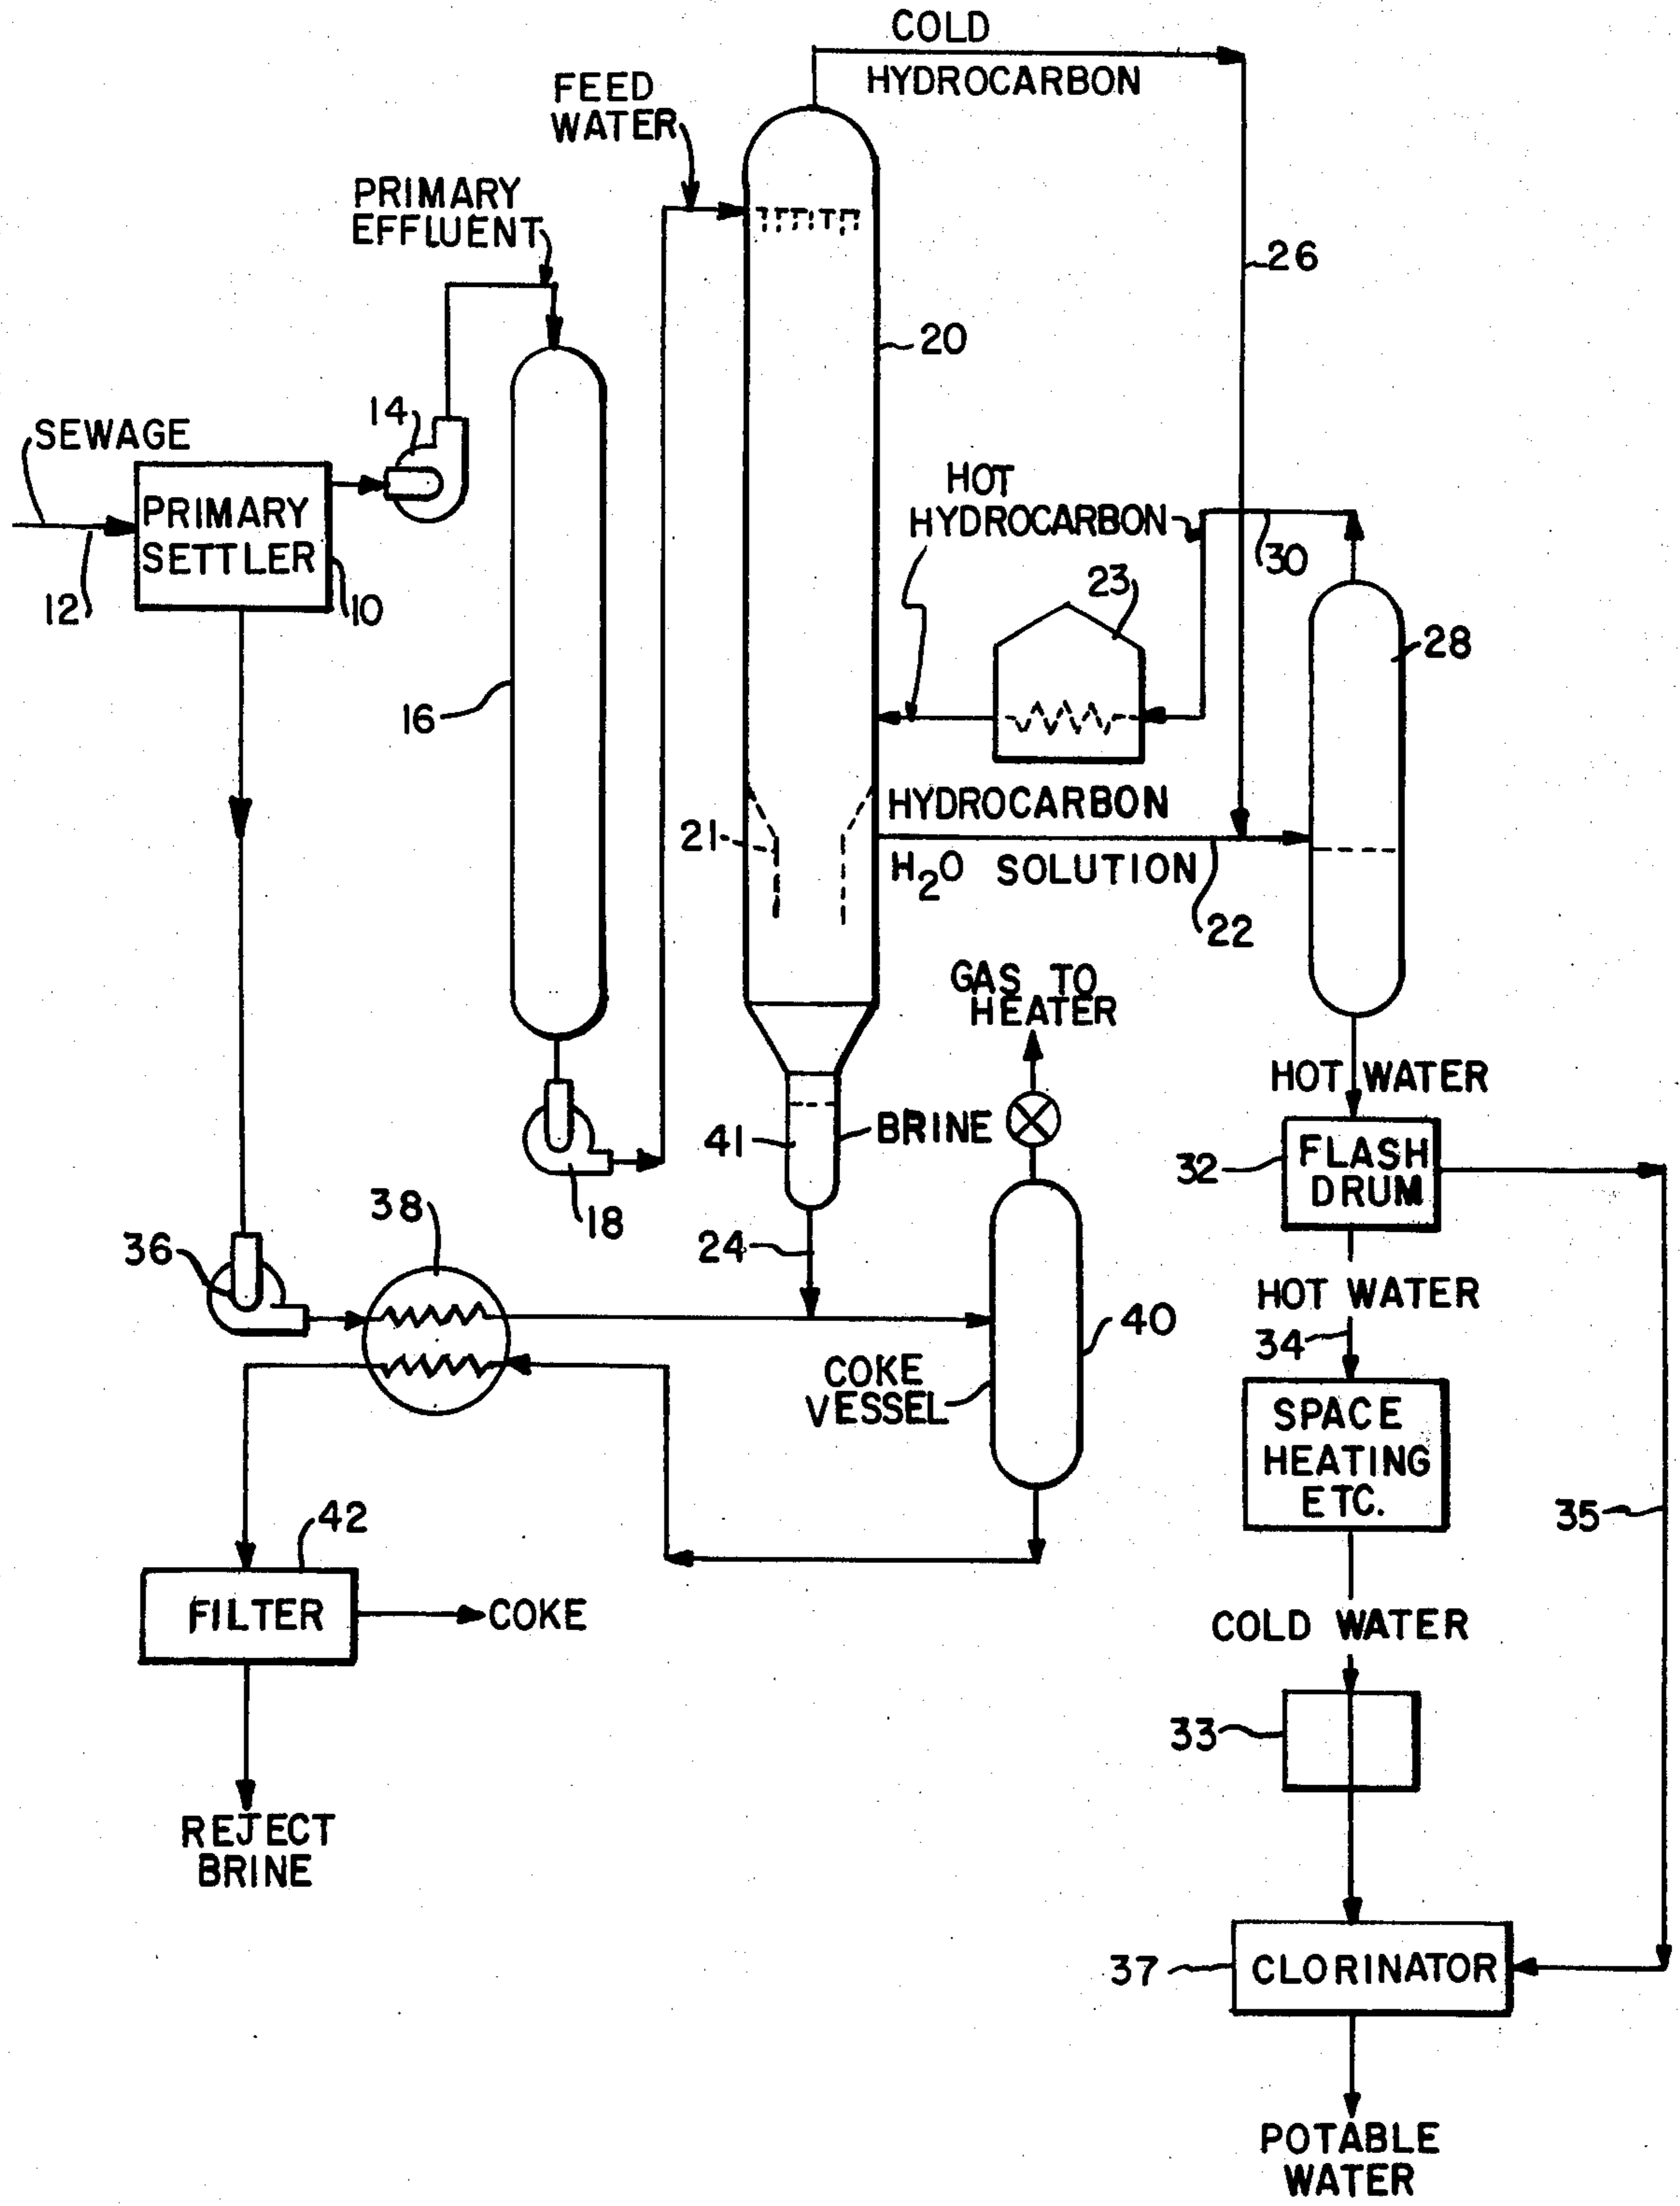 COLD
HYDROCARBON
FEED
WATER
PRIMARY
EFFLUENT
26
20
14
SEWAGE
PRIMARY
SETTLER
12
10
HOT
HYDROCARBON
30
23
28
16
HYDROCARBON
21
H2O SOLUTION
22
GAS TO
HEATER
HOT WATER
41
BRINE
32
FLASH
DRUM
18
38
24
36
HOT WATER
34
40
COKE
VESSEL
SPACE
HEATING
ETC.
35
42
FILTER
COKE
COLD WATER
33
REJECT
BRINE
37
CLORINATOR
POTABLE
WATER